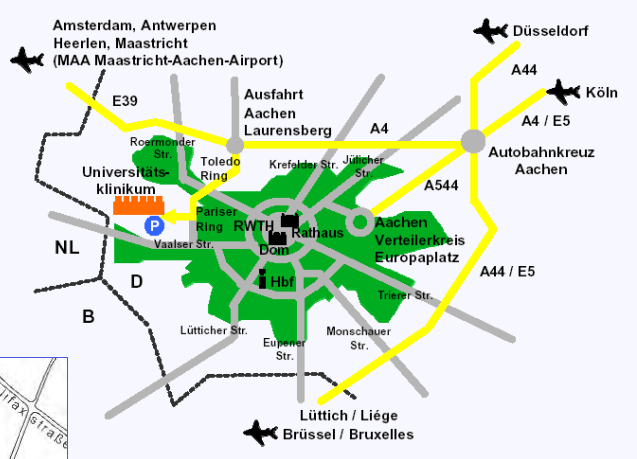 Amsterdam, Antwerpen
Heerlen, Maastricht
(MAA Maastricht-Aachen-Airport)
Düsseldorf
A44
Köln
E39
Ausfahrt
Aachen
Laurensberg
A4
A4 / E5
Autobahnkreuz
Aachen
Roermonder
Str.
Toledo
Ring
Krefelder Str.
Jülicher
Str.
Universitäts-
klinikum
A544
P
Pariser
Ring
RWTH
Rathaus
Aachen
Verteilerkreis
Europaplatz
Vaalser Str.
Dom
NL
D
B
Hbf
A44 / E5
Trierer Str.
Lütticher Str.
Eupener
Str.
Monschauer
Str.
Lüttich / Liége
Brüssel / Bruxelles
straße